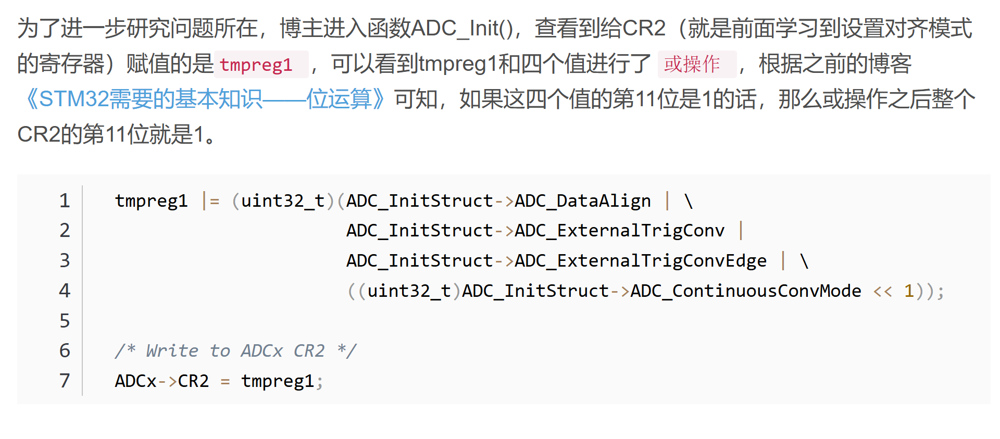 为了进一步研究问题所在，博主进入函数ADC_Init()，查看到给CR2（就是前面学习到设置对齐模式
的寄存器）赋值的是 tmpreg1 ，可以看到tmpreg1和四个值进行了 或操作 ，根据之前的博客
《STM32需要的基本知识——位运算》可知，如果这四个值的第11位是1的话，那么或操作之后整个
CR2的第11位就是1。
1 tmpreg1 |= (uint32_t)(ADC_InitStruct->ADC_DataAlign | \
2 ADC_InitStruct->ADC_ExternalTrigConv |
3 ADC_InitStruct->ADC_ExternalTrigConvEdge | \
4 ((uint32_t)ADC_InitStruct->ADC_ContinuousConvMode << 1));
5
6 /* Write to ADCx CR2 */
7 ADCx->CR2 = tmpreg1;